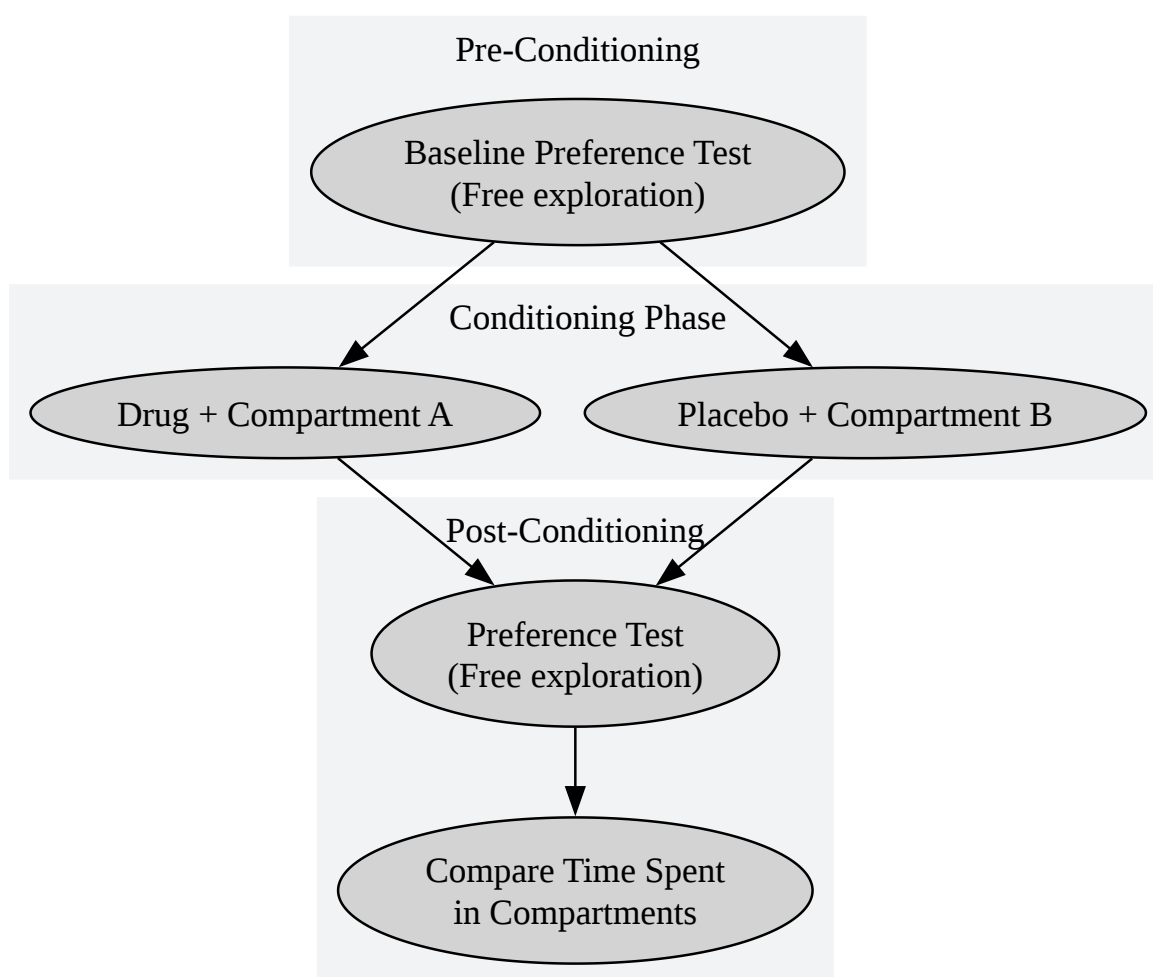 Pre-Conditioning
Baseline Preference Test
(Free exploration)
Conditioning Phase
Drug + Compartment A
Placebo + Compartment B
Post-Conditioning
Preference Test
(Free exploration)
Compare Time Spent
in Compartments